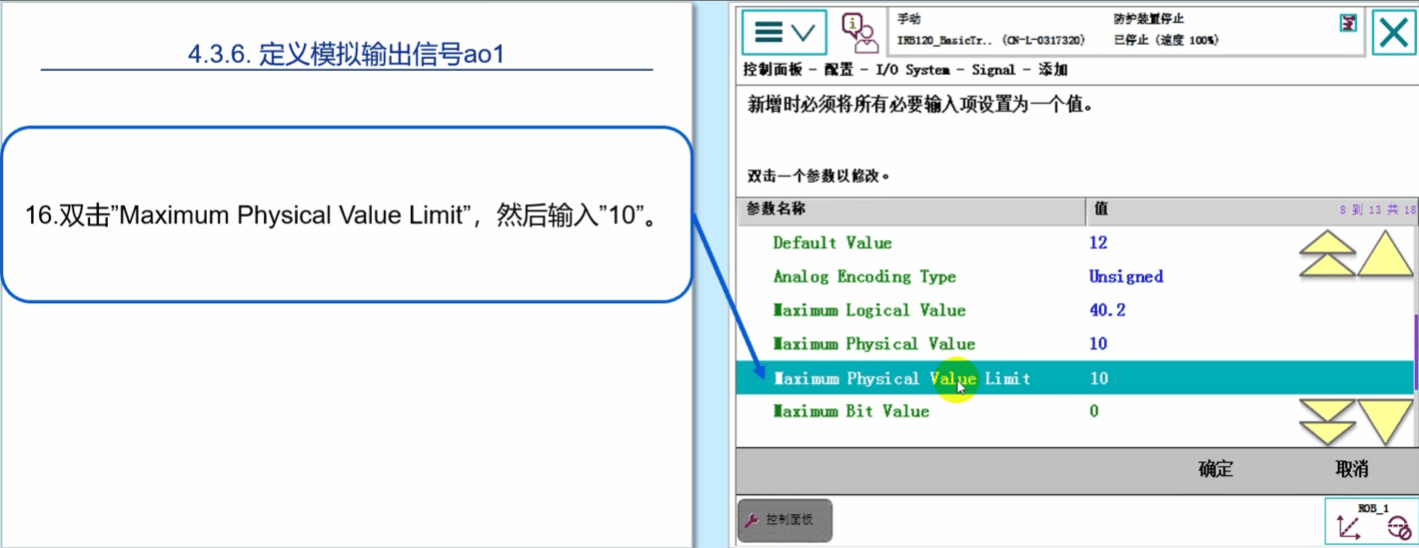 4.3.6. 定义模拟输出信号ao1
16.双击”Maximum Physical Value Limit”，然后输入”10”。
手动
IRB120_BasicTr.. (CN-L-0317320)
防护装置停止
已停止 (速度 100%)
控制面板 - 配置 - I/O System - Signal - 添加
新增时必须将所有必要输入项设置为一个值。
双击一个参数以修改。
参数名称 值 8 到 13 共 18
Default Value 12
Analog Encoding Type Unsigned
Maximum Logical Value 40.2
Maximum Physical Value 10
Maximum Physical Value Limit 10
Maximum Bit Value 0
确定 取消
控制面板
ROB_1